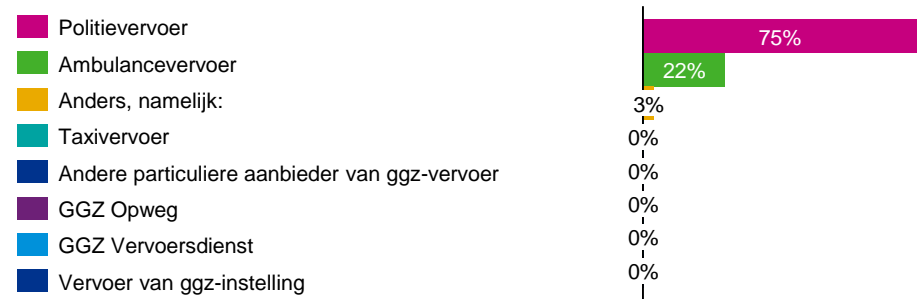 Politievervoer 75%
Ambulancevervoer 22%
Anders, namelijk: 3%
Taxivervoer 0%
Andere particuliere aanbieder van ggz-vervoer 0%
GGZ Opweg 0%
GGZ Vervoersdienst 0%
Vervoer van ggz-instelling 0%